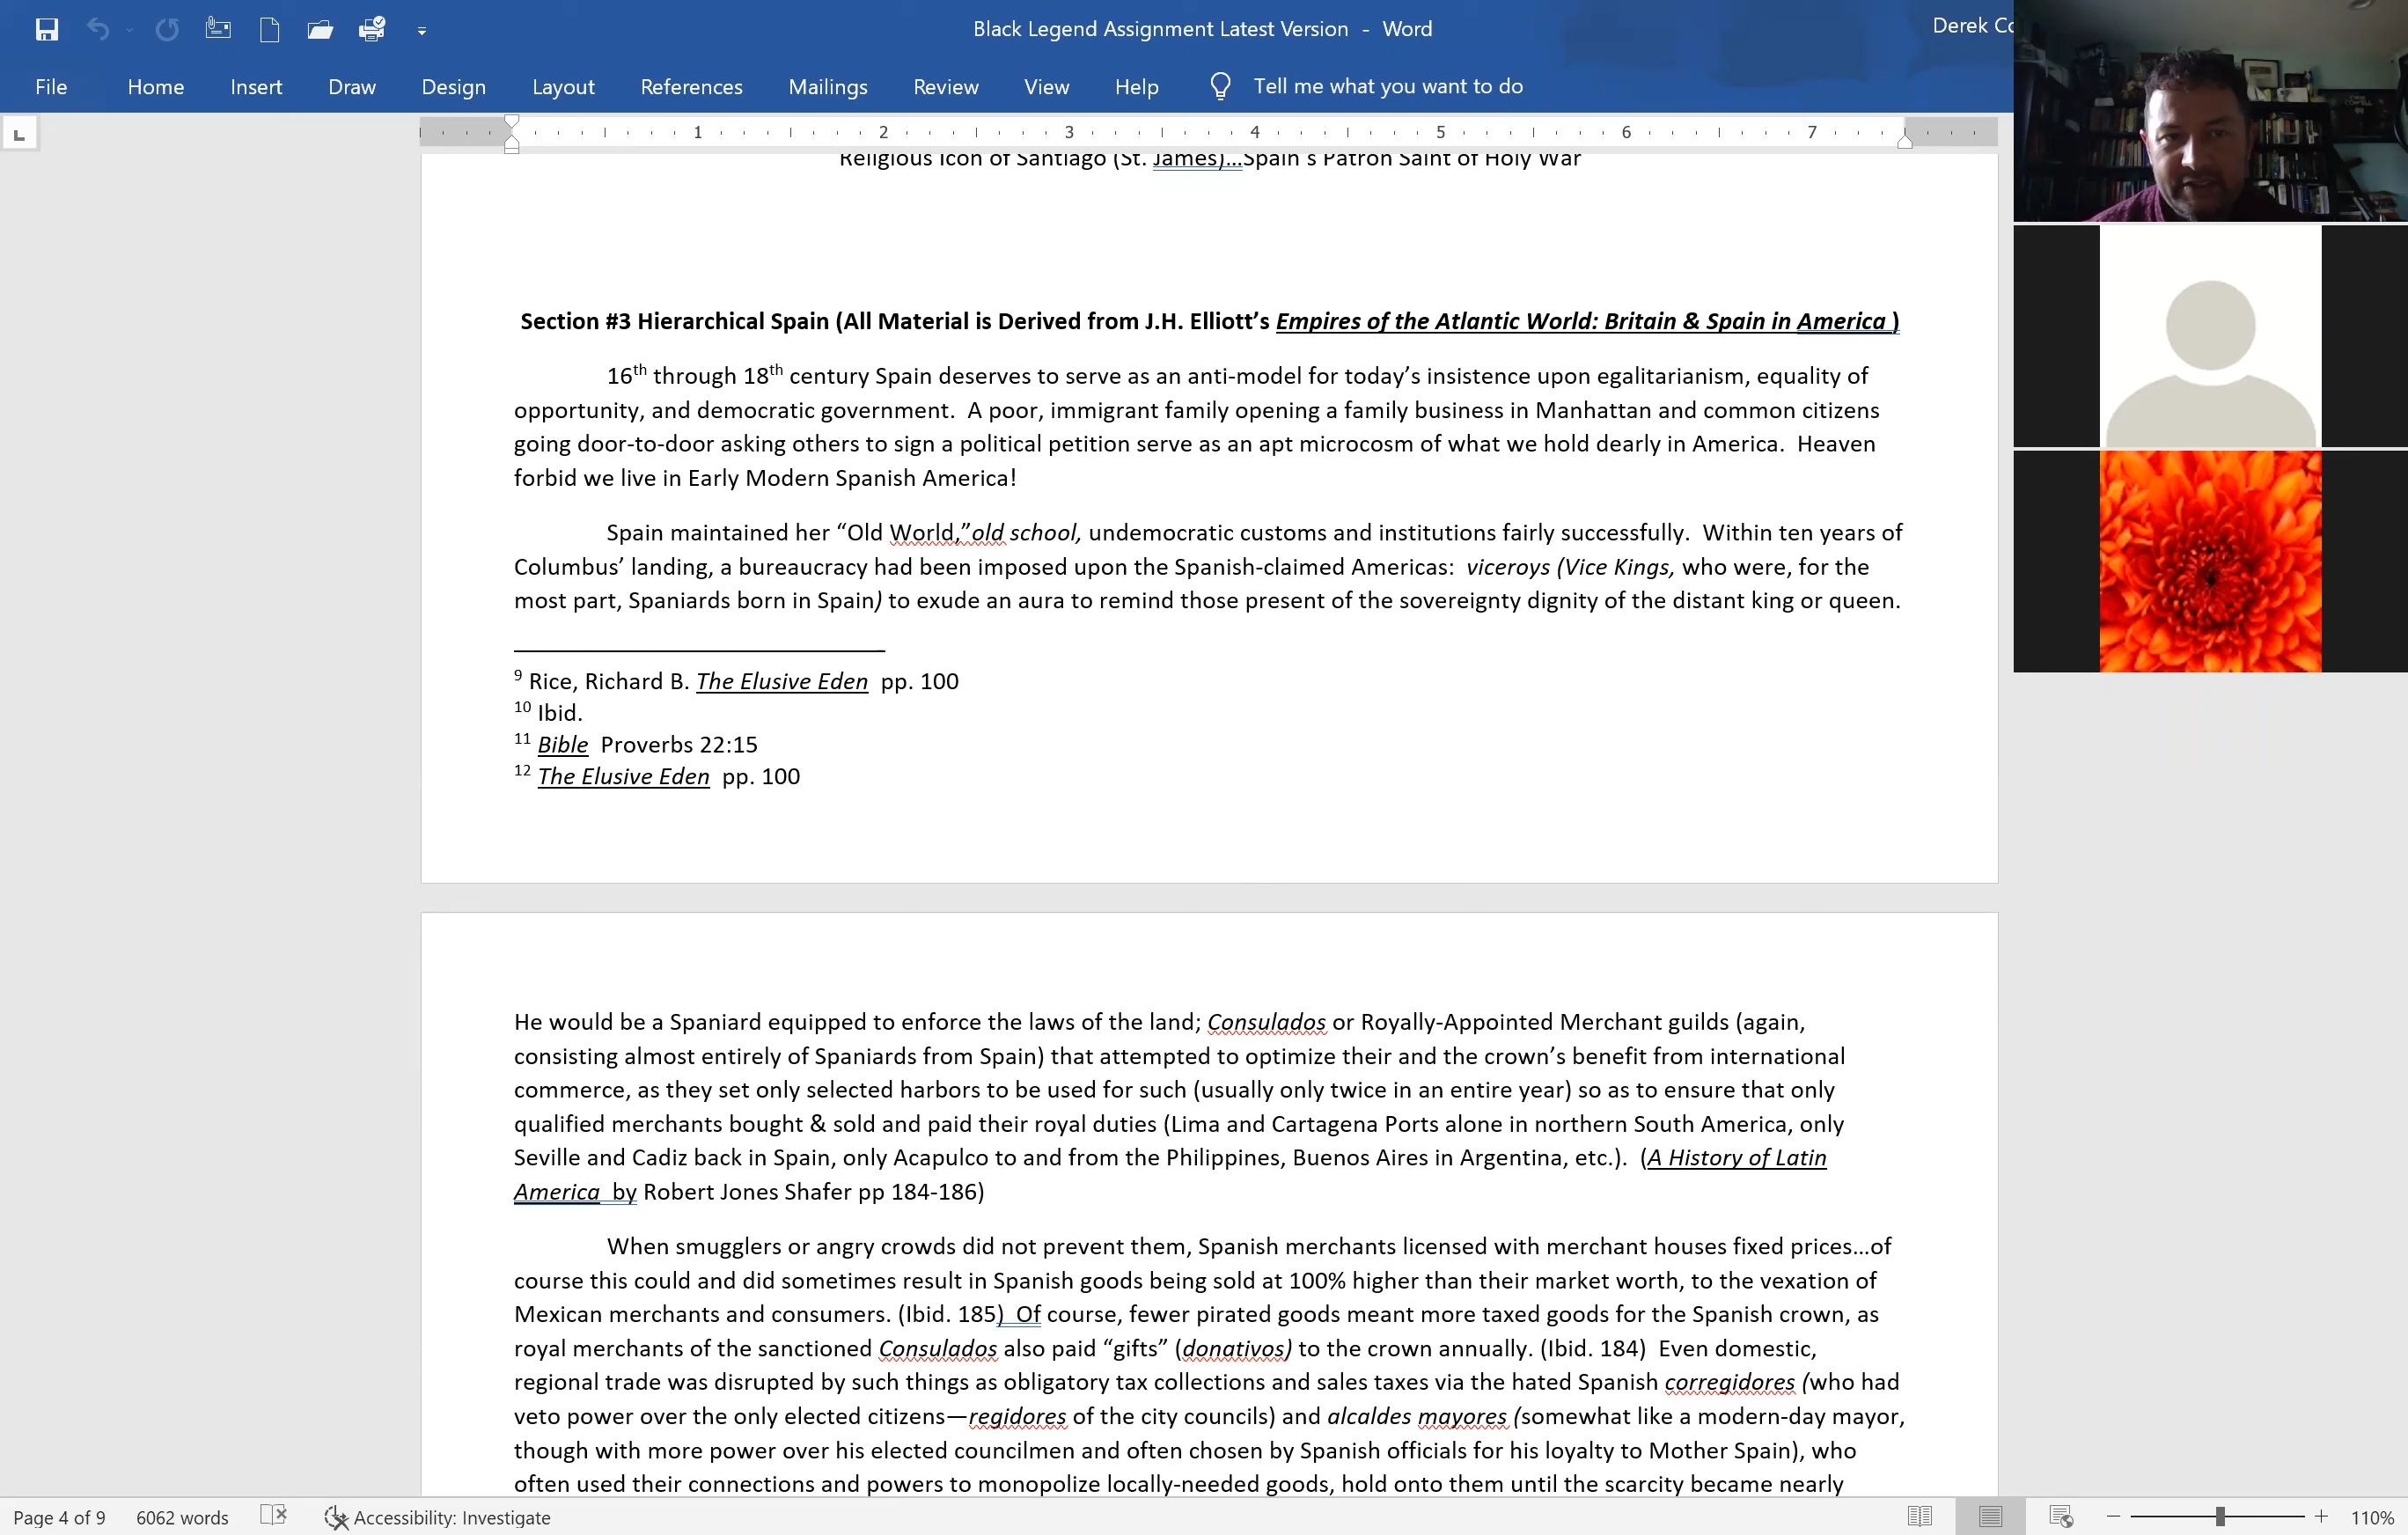 Black Legend Assignment Latest Version - Word
Derek Co
File Home Insert Draw Design Layout References Mailings Review View Help Tell me what you want to do
1 2 3 4 5 6 7
Religious Icon of Santiago (St. James)...Spain's Patron Saint of Holy War
Section #3 Hierarchical Spain (All Material is Derived from J.H. Elliott's Empires of the Atlantic World: Britain & Spain in America )
16th through 18th century Spain deserves to serve as an anti-model for today's insistence upon egalitarianism, equality of
opportunity, and democratic government. A poor, immigrant family opening a family business in Manhattan and common citizens
going door-to-door asking others to sign a political petition serve as an apt microcosm of what we hold dearly in America. Heaven
forbid we live in Early Modern Spanish America!
Spain maintained her “Old World,”old school, undemocratic customs and institutions fairly successfully. Within ten years of
Columbus’ landing, a bureaucracy had been imposed upon the Spanish-claimed Americas: viceroys (Vice Kings, who were, for the
most part, Spaniards born in Spain) to exude an aura to remind those present of the sovereignty dignity of the distant king or queen.
9 Rice, Richard B. The Elusive Eden pp. 100
10 Ibid.
11 Bible Proverbs 22:15
12 The Elusive Eden pp. 100
He would be a Spaniard equipped to enforce the laws of the land; Consulados or Royally-Appointed Merchant guilds (again,
consisting almost entirely of Spaniards from Spain) that attempted to optimize their and the crown’s benefit from international
commerce, as they set only selected harbors to be used for such (usually only twice in an entire year) so as to ensure that only
qualified merchants bought & sold and paid their royal duties (Lima and Cartagena Ports alone in northern South America, only
Seville and Cadiz back in Spain, only Acapulco to and from the Philippines, Buenos Aires in Argentina, etc.). (A History of Latin
America by Robert Jones Shafer pp 184-186)
When smugglers or angry crowds did not prevent them, Spanish merchants licensed with merchant houses fixed prices…of
course this could and did sometimes result in Spanish goods being sold at 100% higher than their market worth, to the vexation of
Mexican merchants and consumers. (Ibid. 185) Of course, fewer pirated goods meant more taxed goods for the Spanish crown, as
royal merchants of the sanctioned Consulados also paid “gifts” (donativos) to the crown annually. (Ibid. 184) Even domestic,
regional trade was disrupted by such things as obligatory tax collections and sales taxes via the hated Spanish corregidores (who had
veto power over the only elected citizens—regidores of the city councils) and alcaldes mayores (somewhat like a modern-day mayor,
though with more power over his elected councilmen and often chosen by Spanish officials for his loyalty to Mother Spain), who
often used their connections and powers to monopolize locally-needed goods, hold onto them until the scarcity became nearly
Page 4 of 9 6062 words Accessibility: Investigate 110%